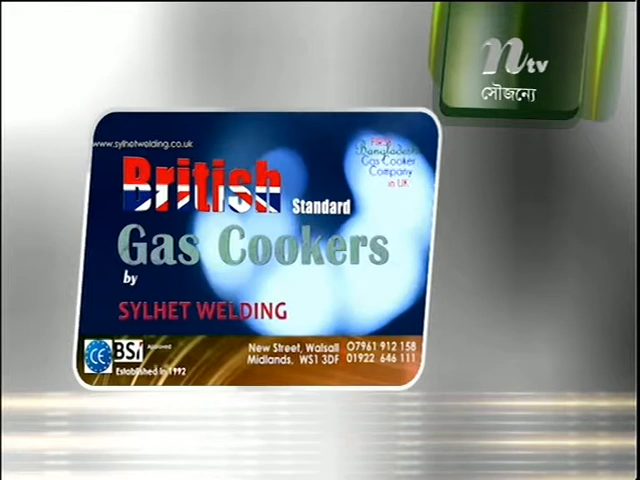 ntv
সৌজন্যে
www.sylhetwelding.co.uk
First
Bangladeshi
Gas Cooker
Company
in UK
British Standard
Gas Cookers
by
SYLHET WELDING
CE BSi Approved
Established in 1992
New Street, Walsall
Midlands, WS1 3DF
07961 912 158
01922 646 111